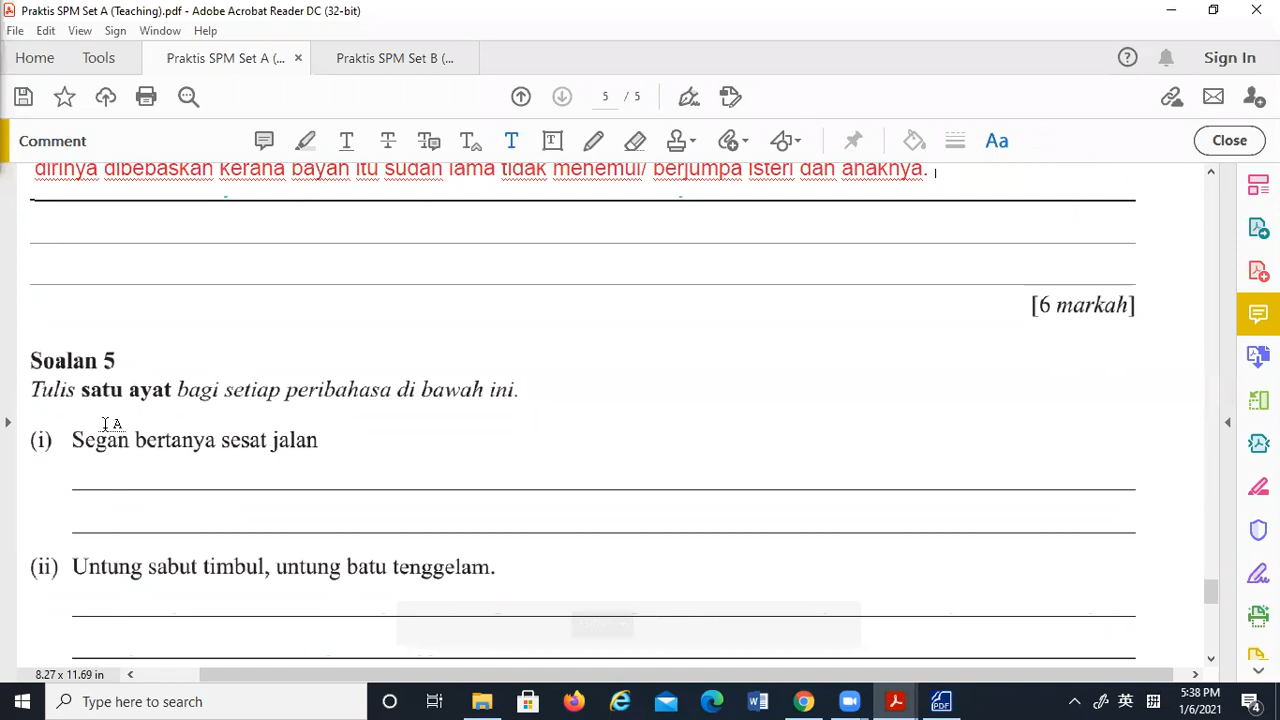 Praktis SPM Set A (Teaching).pdf - Adobe Acrobat Reader DC (32-bit)
File Edit View Sign Window Help
Home Tools Praktis SPM Set A (... × Praktis SPM Set B (... Sign In
5 / 5
Comment Close
dirinya dibebaskan kerana bayan itu sudah lama tidak menemui/ berjumpa isteri dan anaknya.
[6 markah]
Soalan 5
Tulis satu ayat bagi setiap peribahasa di bawah ini.
(i) Segan bertanya sesat jalan
(ii) Untung sabut timbul, untung batu tenggelam.
8.27 x 11.69 in
Type here to search
英
5:38 PM
1/6/2021
4